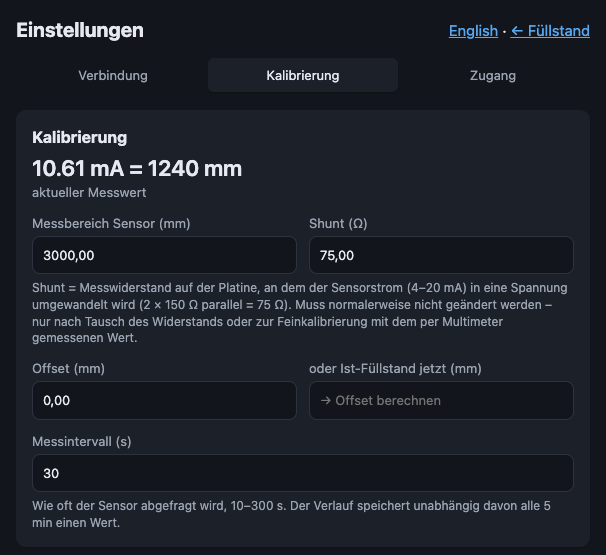 Einstellungen
English · ← Füllstand
Verbindung
Kalibrierung
Zugang
Kalibrierung
10.61 mA = 1240 mm
aktueller Messwert
Messbereich Sensor (mm)
3000,00
Shunt (Ω)
75,00
Shunt = Messwiderstand auf der Platine, an dem der Sensorstrom (4–20 mA) in eine Spannung
umgewandelt wird (2 × 150 Ω parallel = 75 Ω). Muss normalerweise nicht geändert werden –
nur nach Tausch des Widerstands oder zur Feinkalibrierung mit dem per Multimeter
gemessenen Wert.
Offset (mm)
0,00
oder Ist-Füllstand jetzt (mm)
→ Offset berechnen
Messintervall (s)
30
Wie oft der Sensor abgefragt wird, 10–300 s. Der Verlauf speichert unabhängig davon alle 5
min einen Wert.